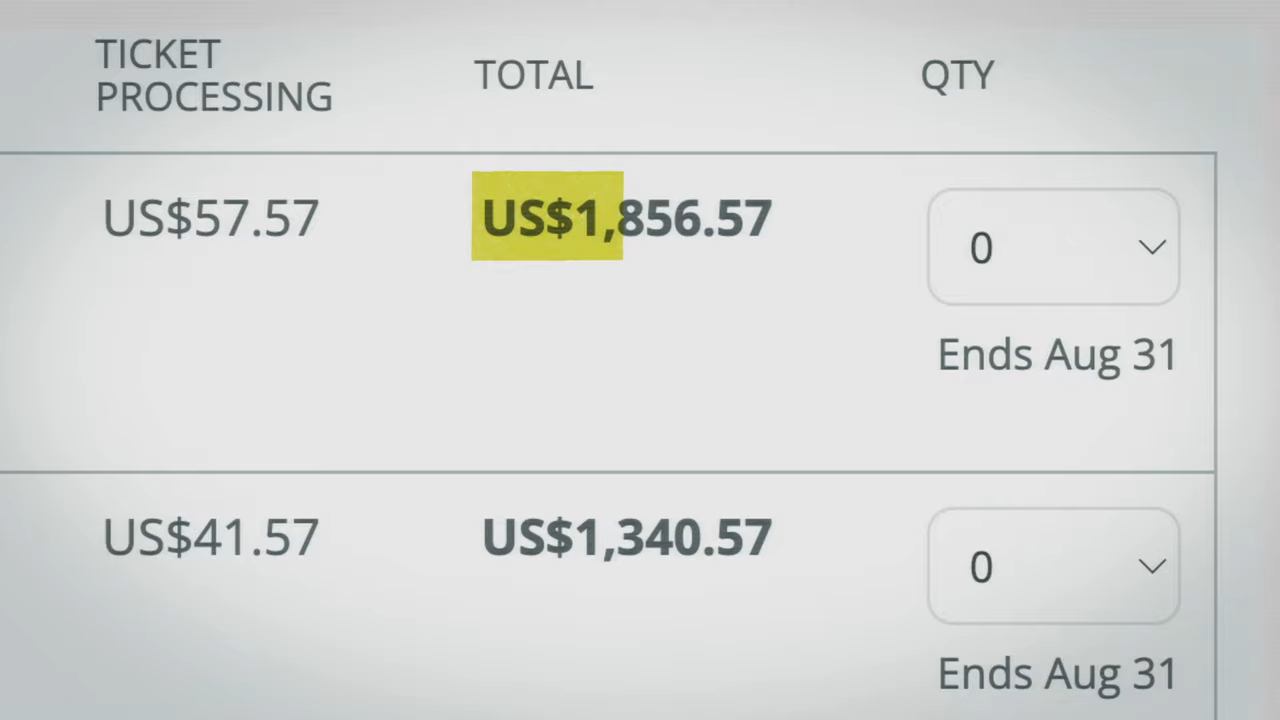 TICKET
PROCESSING
TOTAL
QTY
US$57.57
US$1,856.57
0
Ends Aug 31
US$41.57
US$1,340.57
0
Ends Aug 31